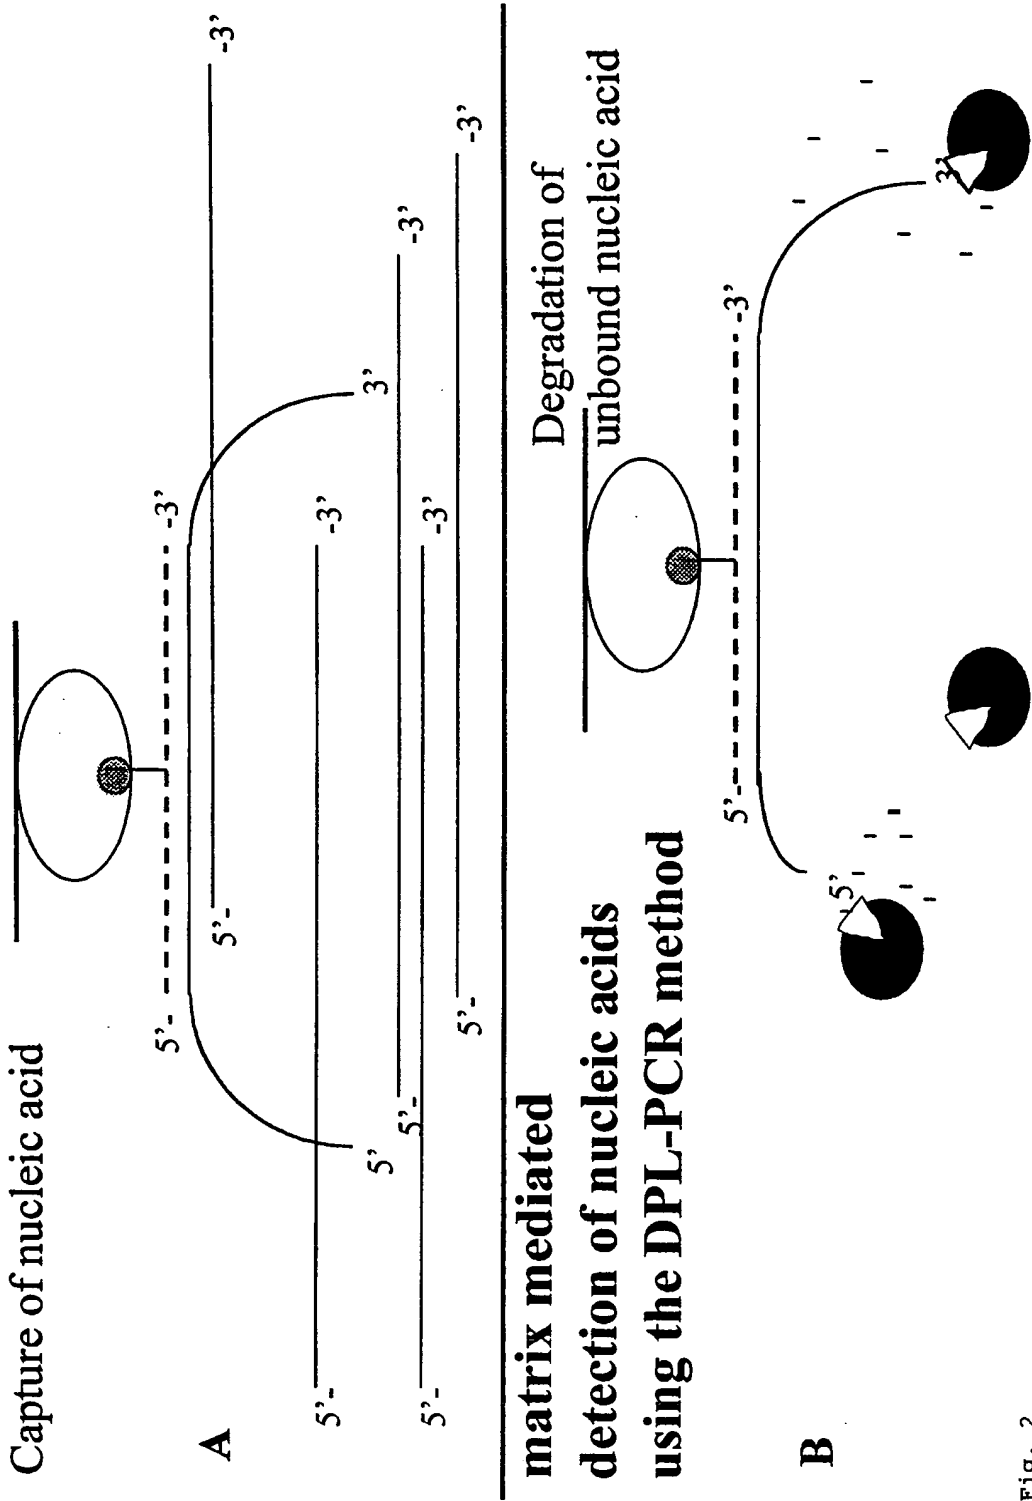 Capture of nucleic acid
A
5'-
-3'
5'-
-3'
5'-
-3'
5'
3'
5'-
-3'
5'-
-3'
5'-
-3'
matrix mediated
detection of nucleic acids
using the DPL-PCR method
Degradation of
unbound nucleic acid
B
5'-
-3'
5'
3'
Fig. 2